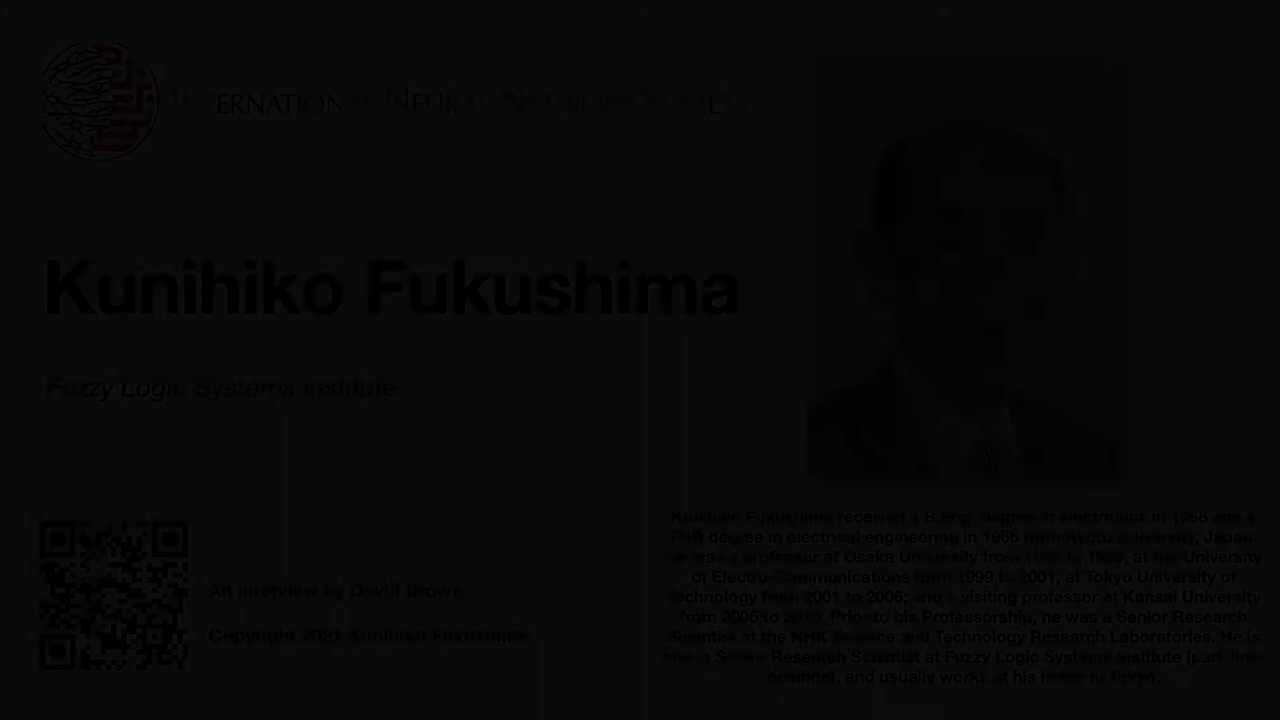 INTERNATIONAL NEURAL NETWORK SOCIETY
Kunihiko Fukushima
Fuzzy Logic Systems Institute
An interview by David Brown
Copyright 2021 Kunihiko Fukushima
Kunihiko Fukushima received a B.Eng. degree in electronics in 1958 and a
PhD degree in electrical engineering in 1966 from Kyoto University, Japan.
He was a professor at Osaka University from 1989 to 1999, at the University
of Electro-Communications from 1999 to 2001, at Tokyo University of
Technology from 2001 to 2006; and a visiting professor at Kansai University
from 2006 to 2010. Prior to his Professorship, he was a Senior Research
Scientist at the NHK Science and Technology Research Laboratories. He is
now a Senior Research Scientist at Fuzzy Logic Systems Institute (part-time
position), and usually works at his home in Tokyo.